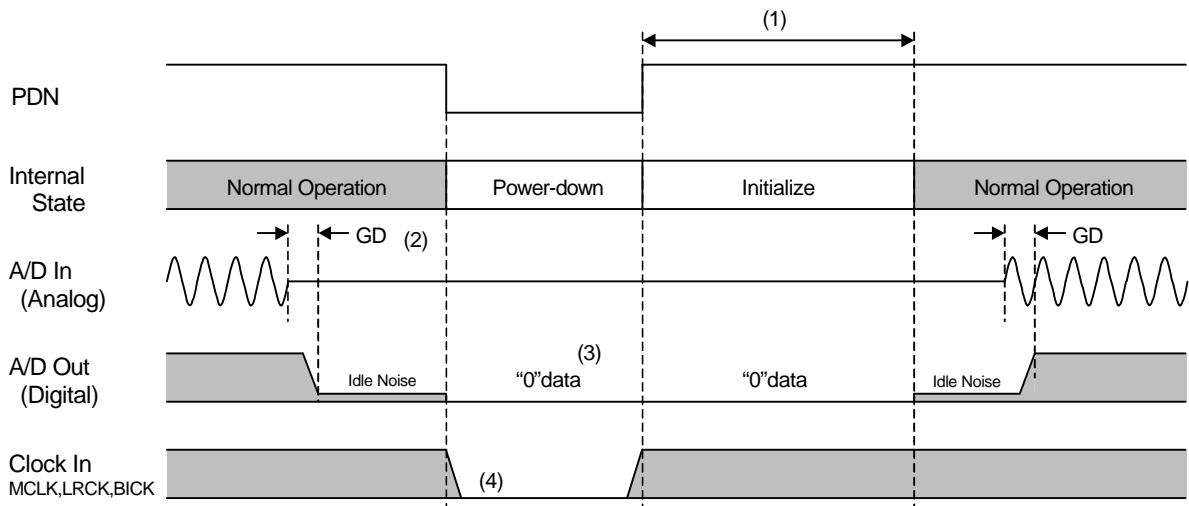 (1)
PDN
Internal
State
Normal Operation
Power-down
Initialize
Normal Operation
GD
(2)
GD
A/D In
(Analog)
A/D Out
(Digital)
Idle Noise
(3)
“0”data
“0”data
Idle Noise
Clock In
MCLK,LRCK,BICK
(4)